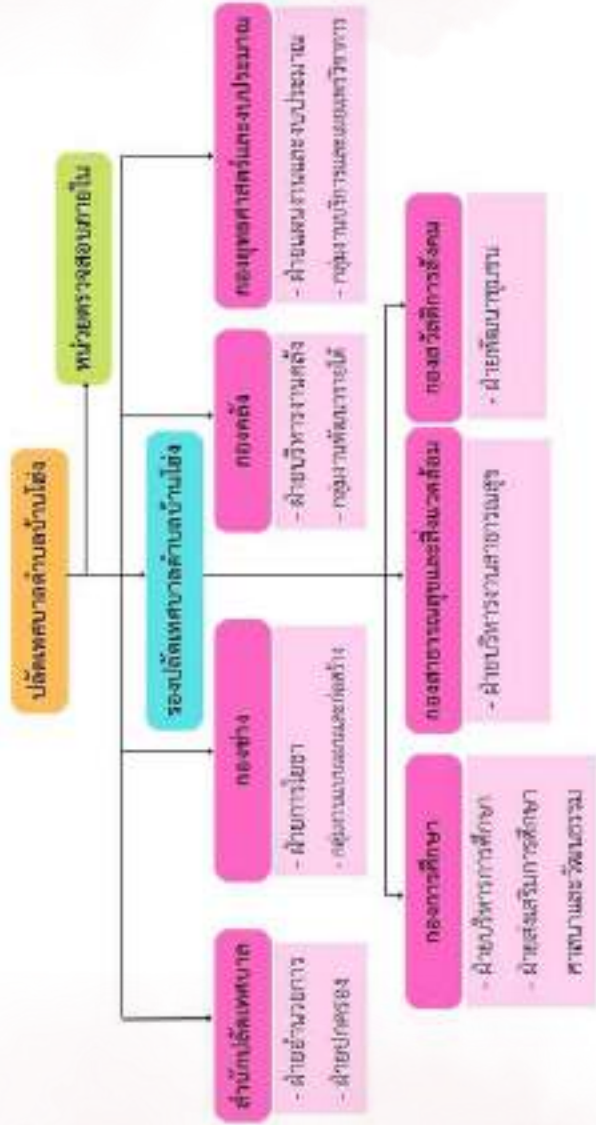 ปลัดเทศบาลตำบลบ้านโฮ่ง
หน่วยตรวจสอบภายใน
รองปลัดเทศบาลตำบลบ้านโฮ่ง
สำนักปลัดเทศบาล
- ฝ่ายอำนวยการ
- ฝ่ายปกครอง
กองช่าง
- ฝ่ายการโยธา
- กลุ่มงานแบบแผนและก่อสร้าง
กองคลัง
- ฝ่ายบริหารงานคลัง
- กลุ่มงานพัฒนารายได้
กองยุทธศาสตร์และงบประมาณ
- ฝ่ายแผนงานและงบประมาณ
กลุ่มงานบริการและเผยแพร่วิชาการ
กองการศึกษา
- ฝ่ายบริหารการศึกษา
- ฝ่ายส่งเสริมการศึกษา
ศาสนาและวัฒนธรรม
กองสาธารณสุขและสิ่งแวดล้อม
- ฝ่ายบริหารงานสาธารณสุข
กองสวัสดิการสังคม
- ฝ่ายพัฒนาชุมชน